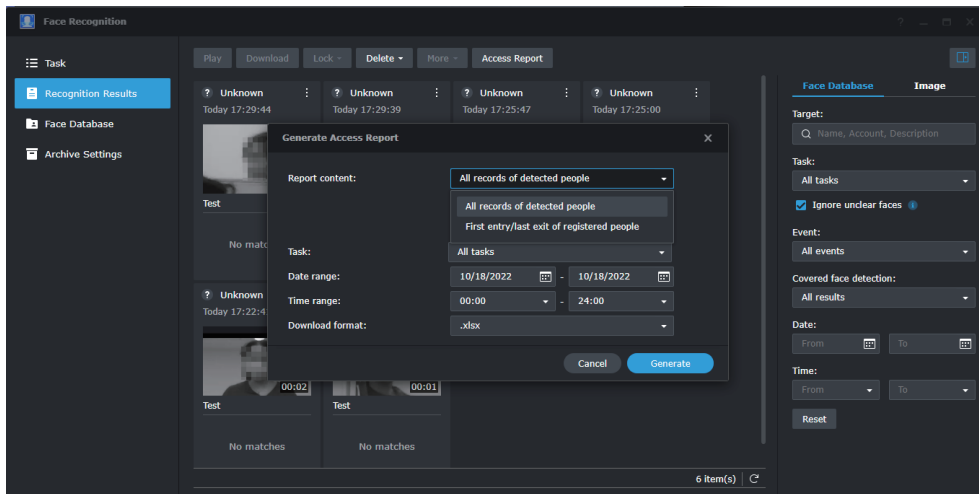 Face Recognition
Task
Recognition Results
Face Database
Archive Settings
Play Download Lock Delete More Access Report
Unknown
Today 17:29:44
Unknown
Today 17:29:39
Unknown
Today 17:25:47
Unknown
Today 17:25:00
Test
No matc
Unknown
Today 17:22:4
00:02
Test
No matches
00:01
Test
No matches
6 item(s)
Generate Access Report
Report content: All records of detected people
All records of detected people
First entry/last exit of registered people
Task: All tasks
Date range: 10/18/2022 - 10/18/2022
Time range: 00:00 - 24:00
Download format: .xlsx
Cancel Generate
Face Database Image
Target:
Name, Account, Description
Task:
All tasks
Ignore unclear faces
Event:
All events
Covered face detection:
All results
Date:
From To
Time:
From To
Reset